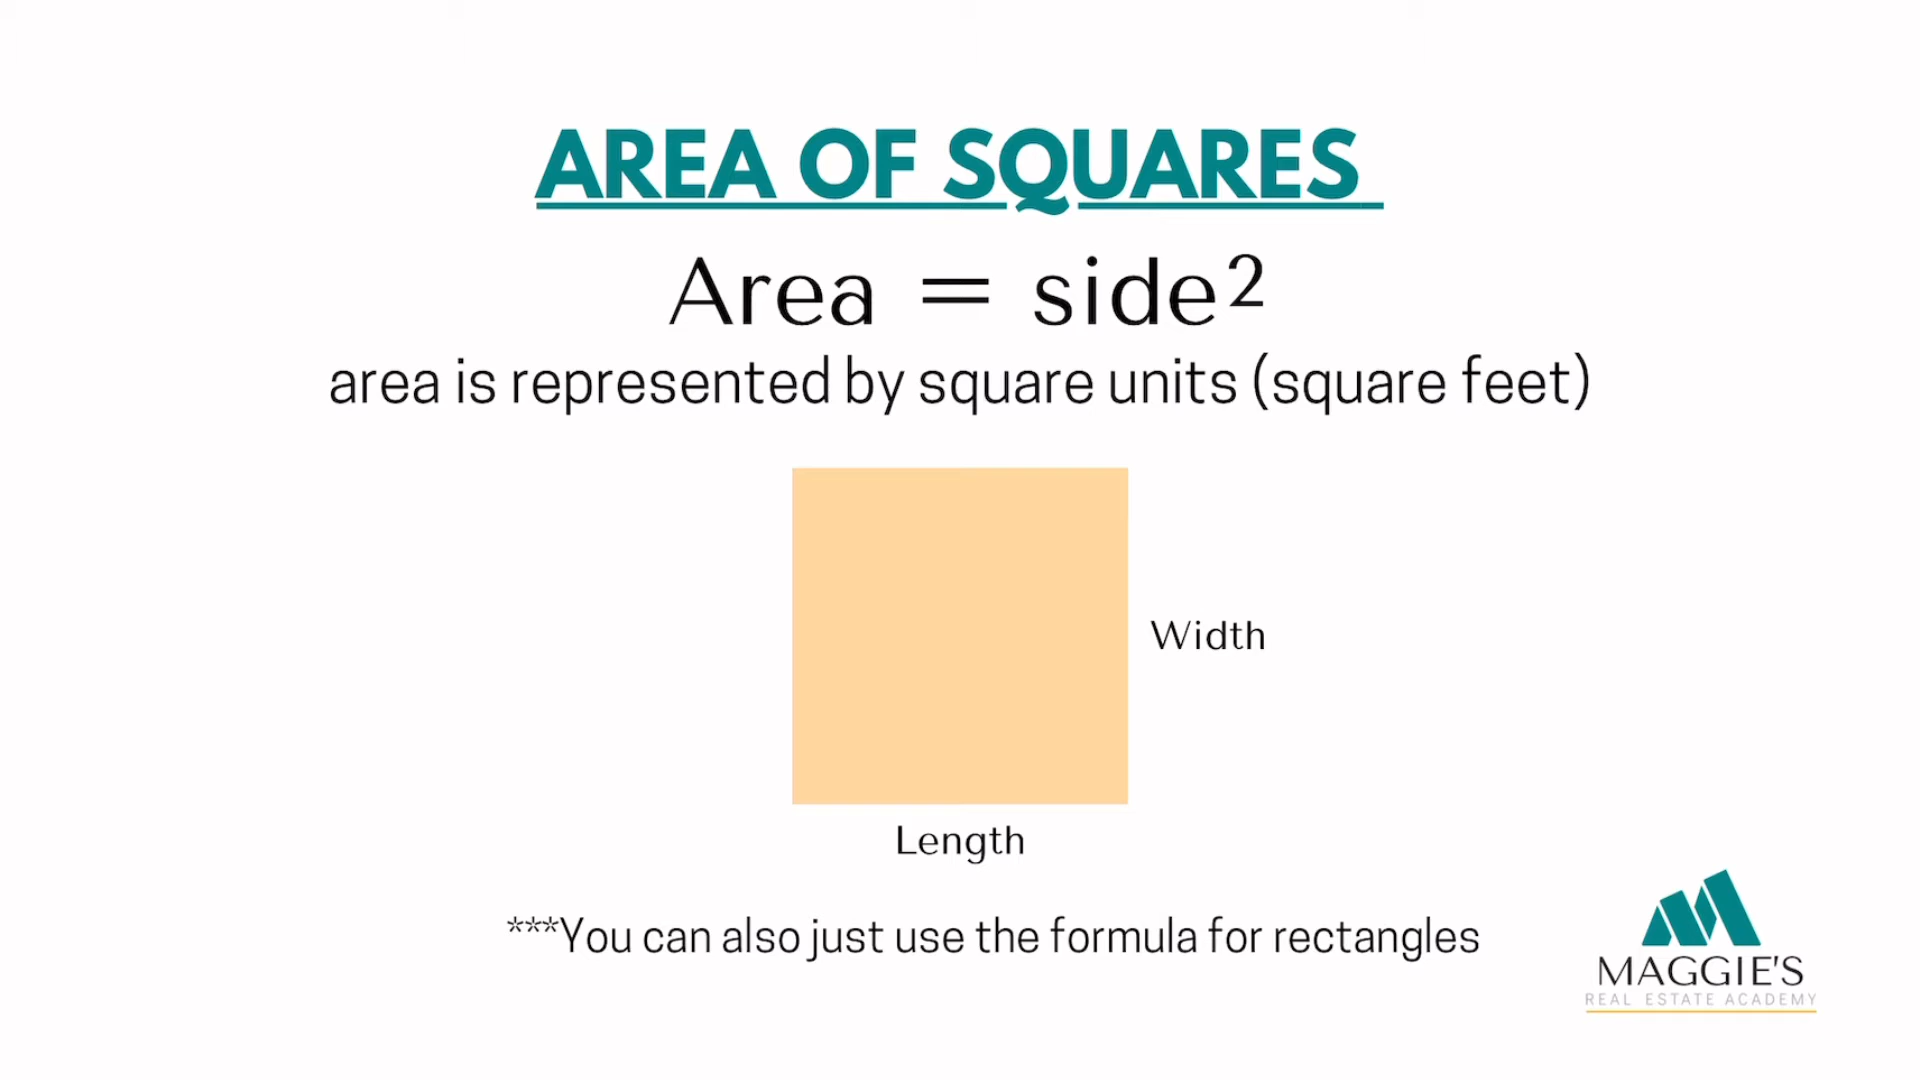 AREA OF SQUARES
Area = side²
area is represented by square units (square feet)
Width
Length
***You can also just use the formula for rectangles
MAGGIE'S
REAL ESTATE ACADEMY